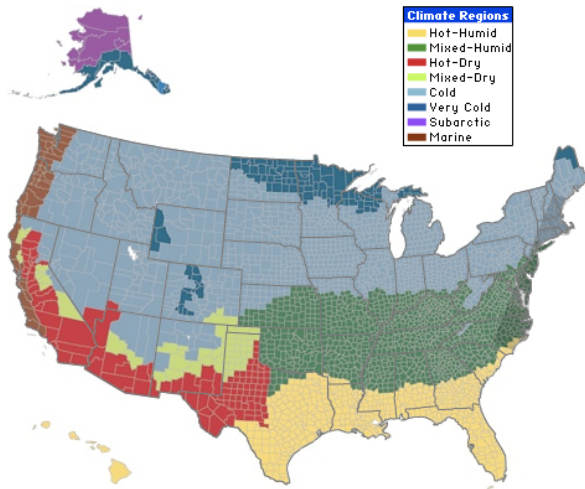 Climate Regions
Hot-Humid
Mixed-Humid
Hot-Dry
Mixed-Dry
Cold
Very Cold
Subarctic
Marine